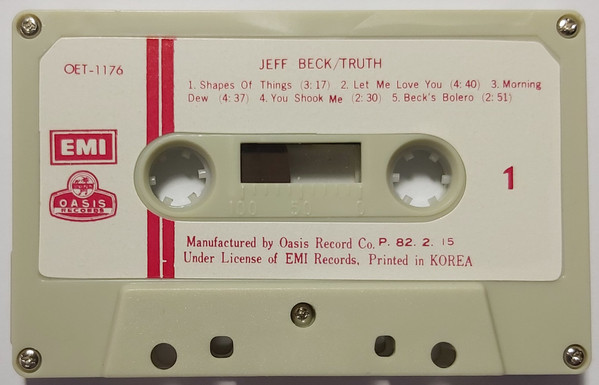 OET-1176
JEFF BECK/TRUTH
1. Shapes Of Things (3:17) 2. Let Me Love You (4:40) 3. Morning
Dew (4:37) 4. You Shook Me (2:30) 5. Beck's Bolero (2:51)
EMI
OASIS
RECORDS
1
100 50 0
Manufactured by Oasis Record Co. P. 82. 2. 15
Under License of EMI Records, Printed in KOREA